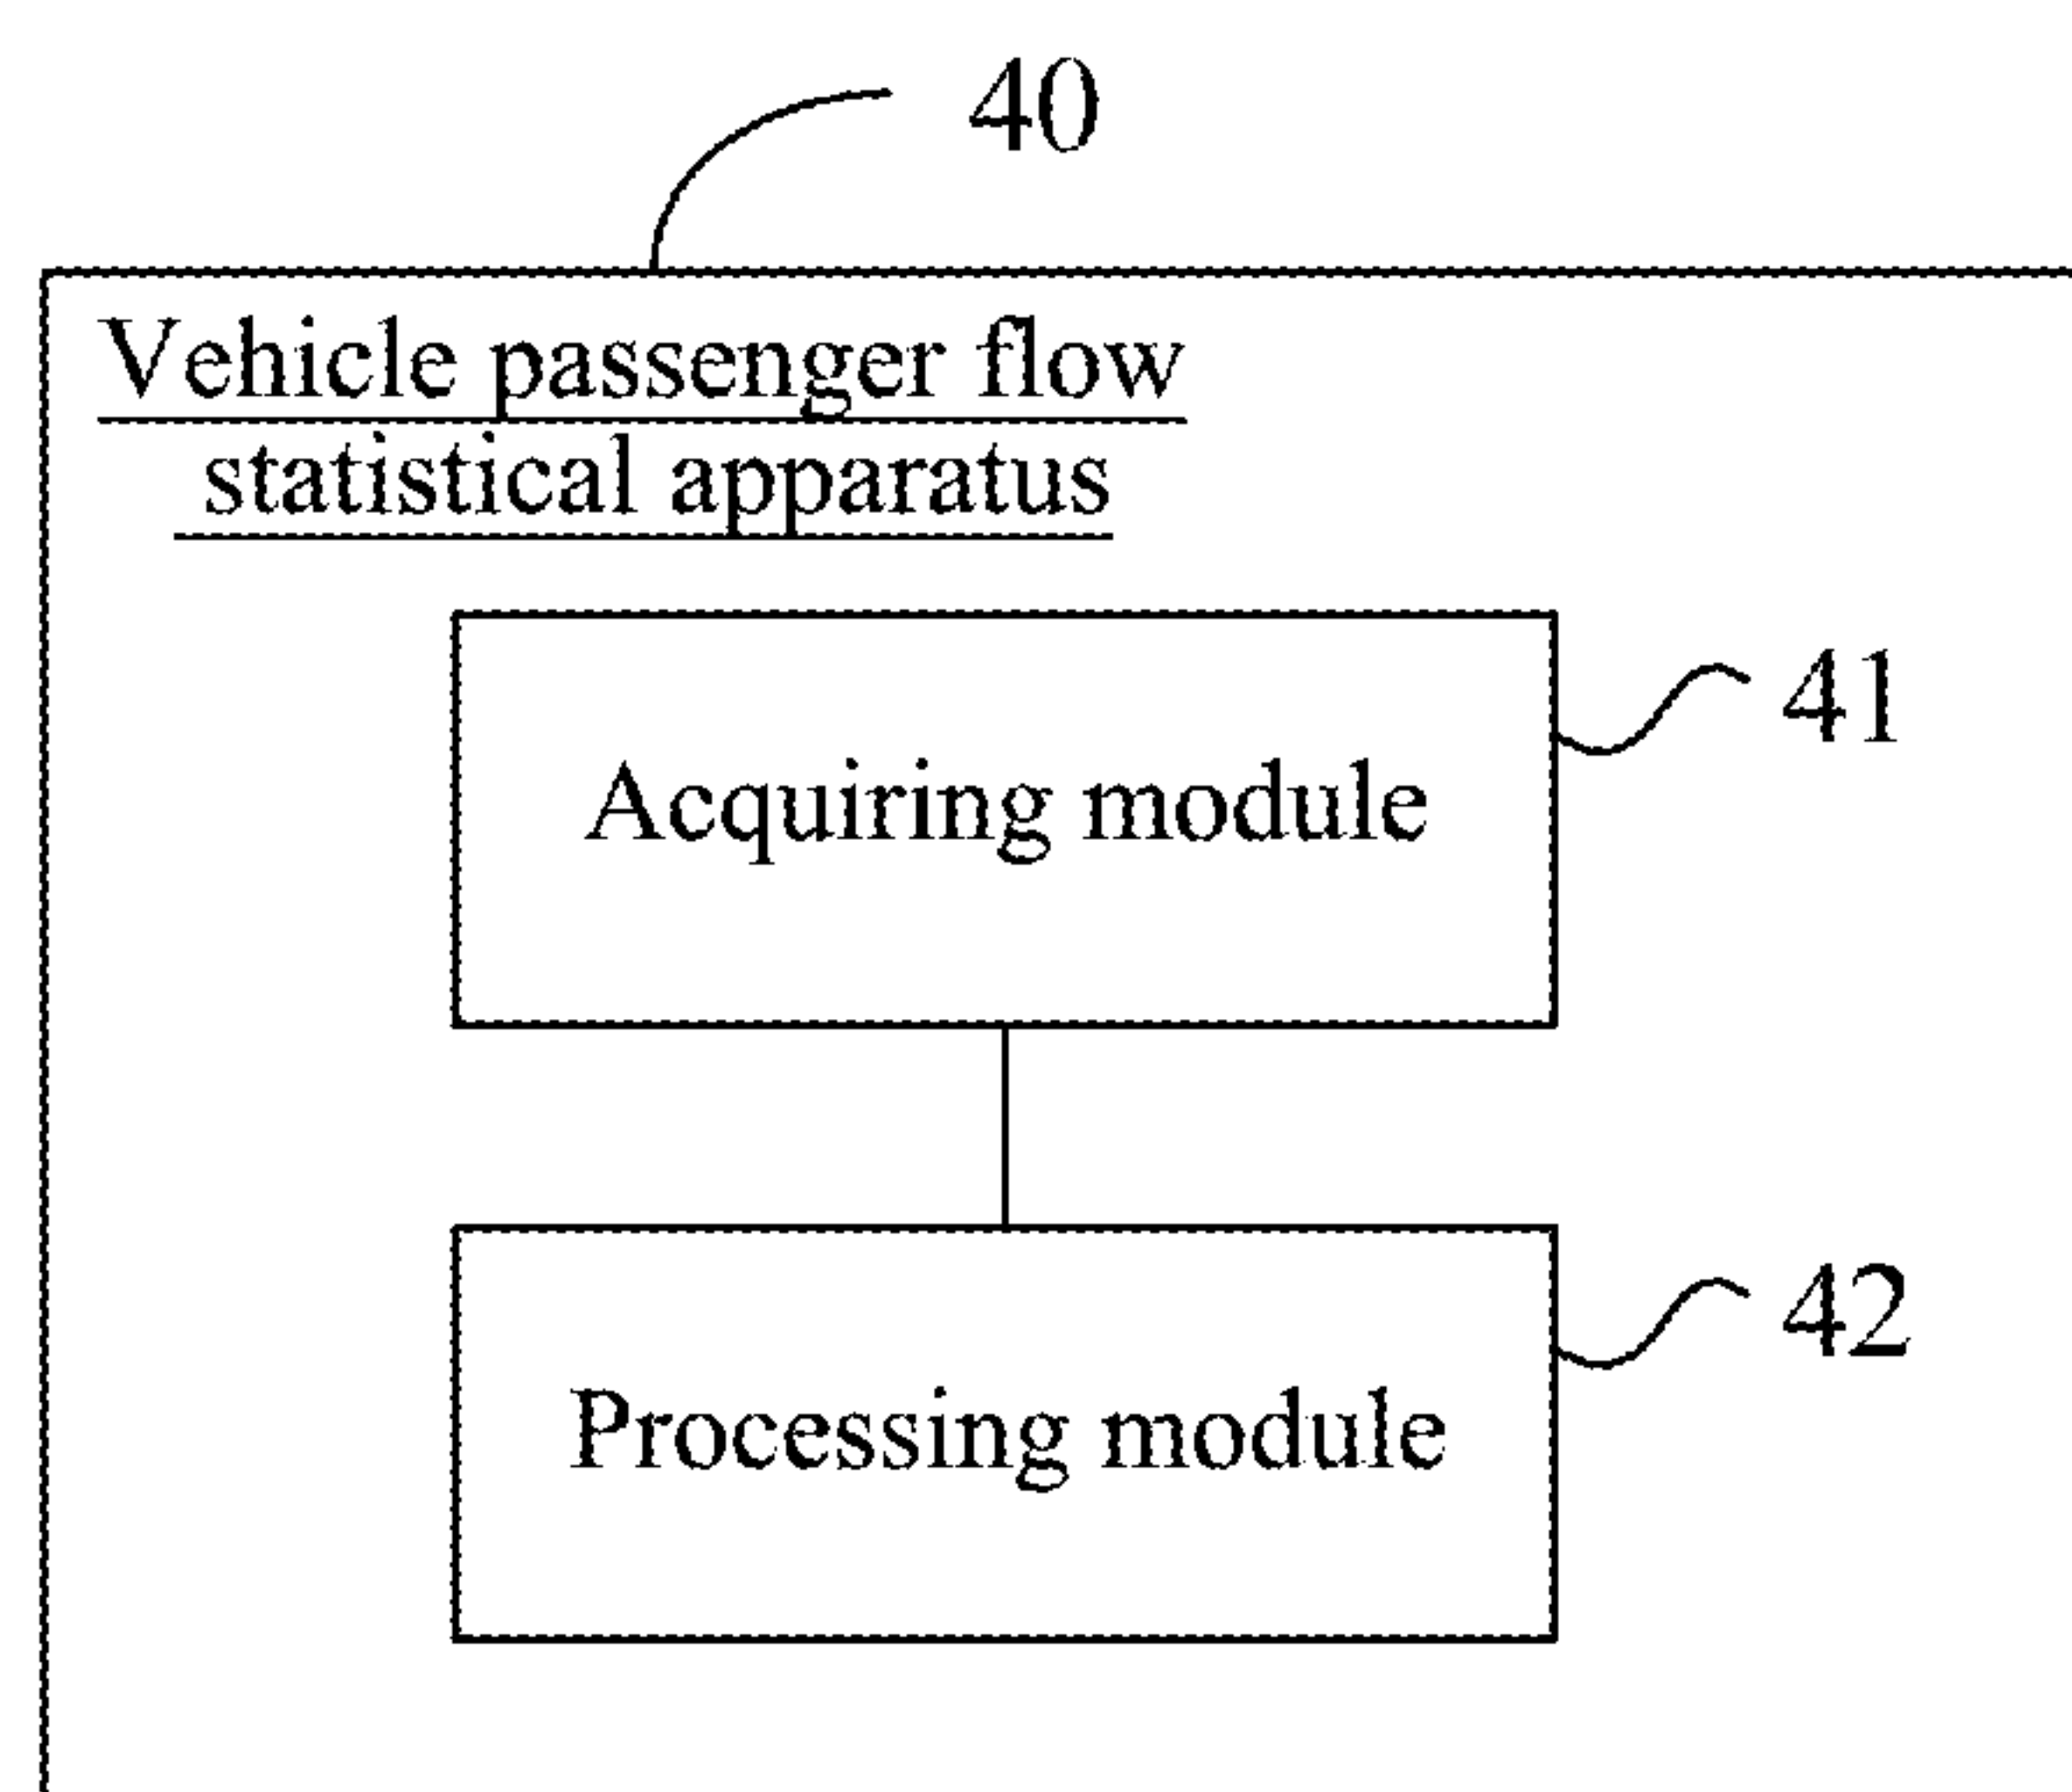 40
Vehicle passenger flow
statistical apparatus
41
Acquiring module
42
Processing module